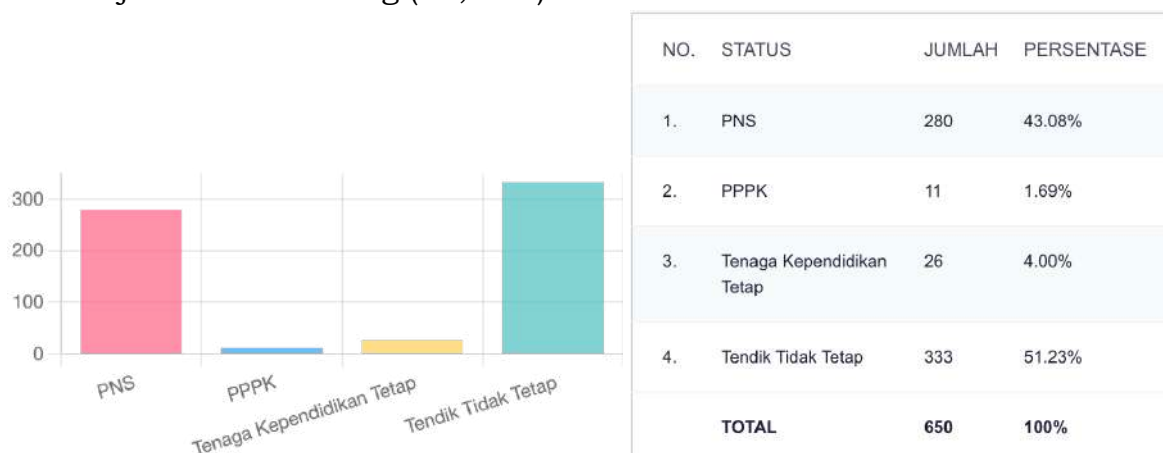 300
200
100
0
PNS
PPPK
Tenaga Kependidikan Tetap
Tendik Tidak Tetap
NO. STATUS JUMLAH PERSENTASE
1. PNS 280 43.08%
2. PPPK 11 1.69%
3. Tenaga Kependidikan 26 4.00%
Tetap
4. Tendik Tidak Tetap 333 51.23%
TOTAL 650 100%